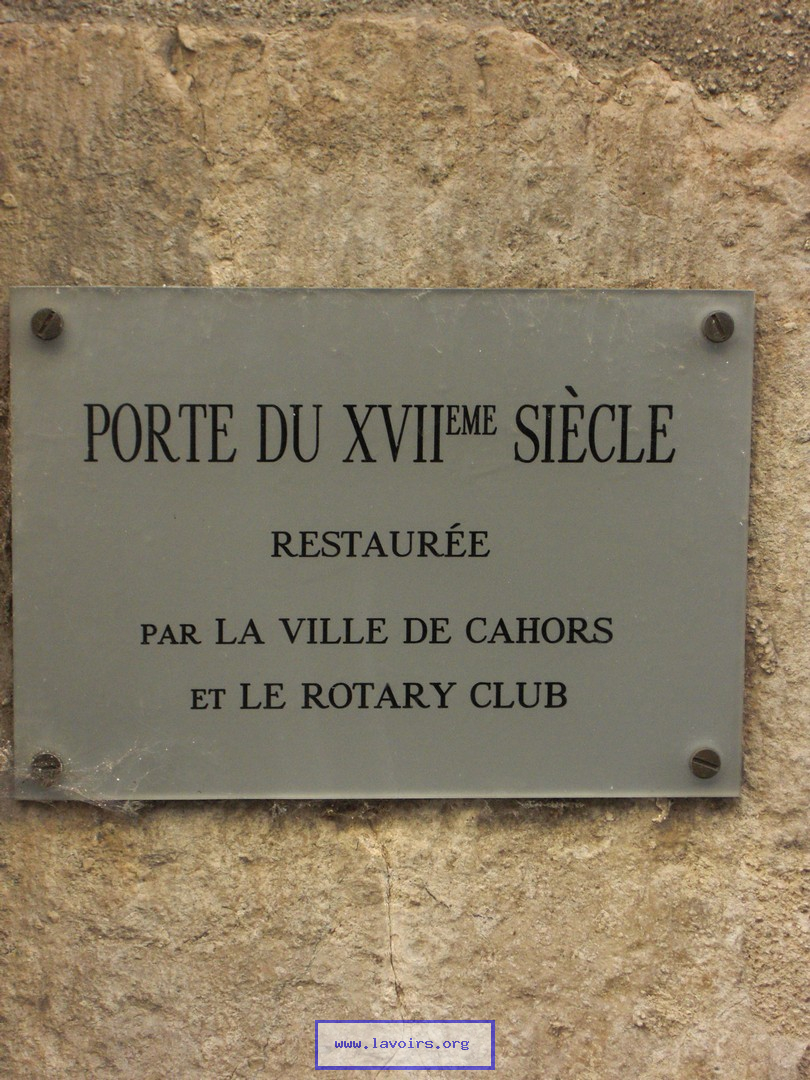 PORTE DU XVIIEME SIÈCLE
RESTAURÉE
PAR LA VILLE DE CAHORS
ET LE ROTARY CLUB
www.lavoirs.org